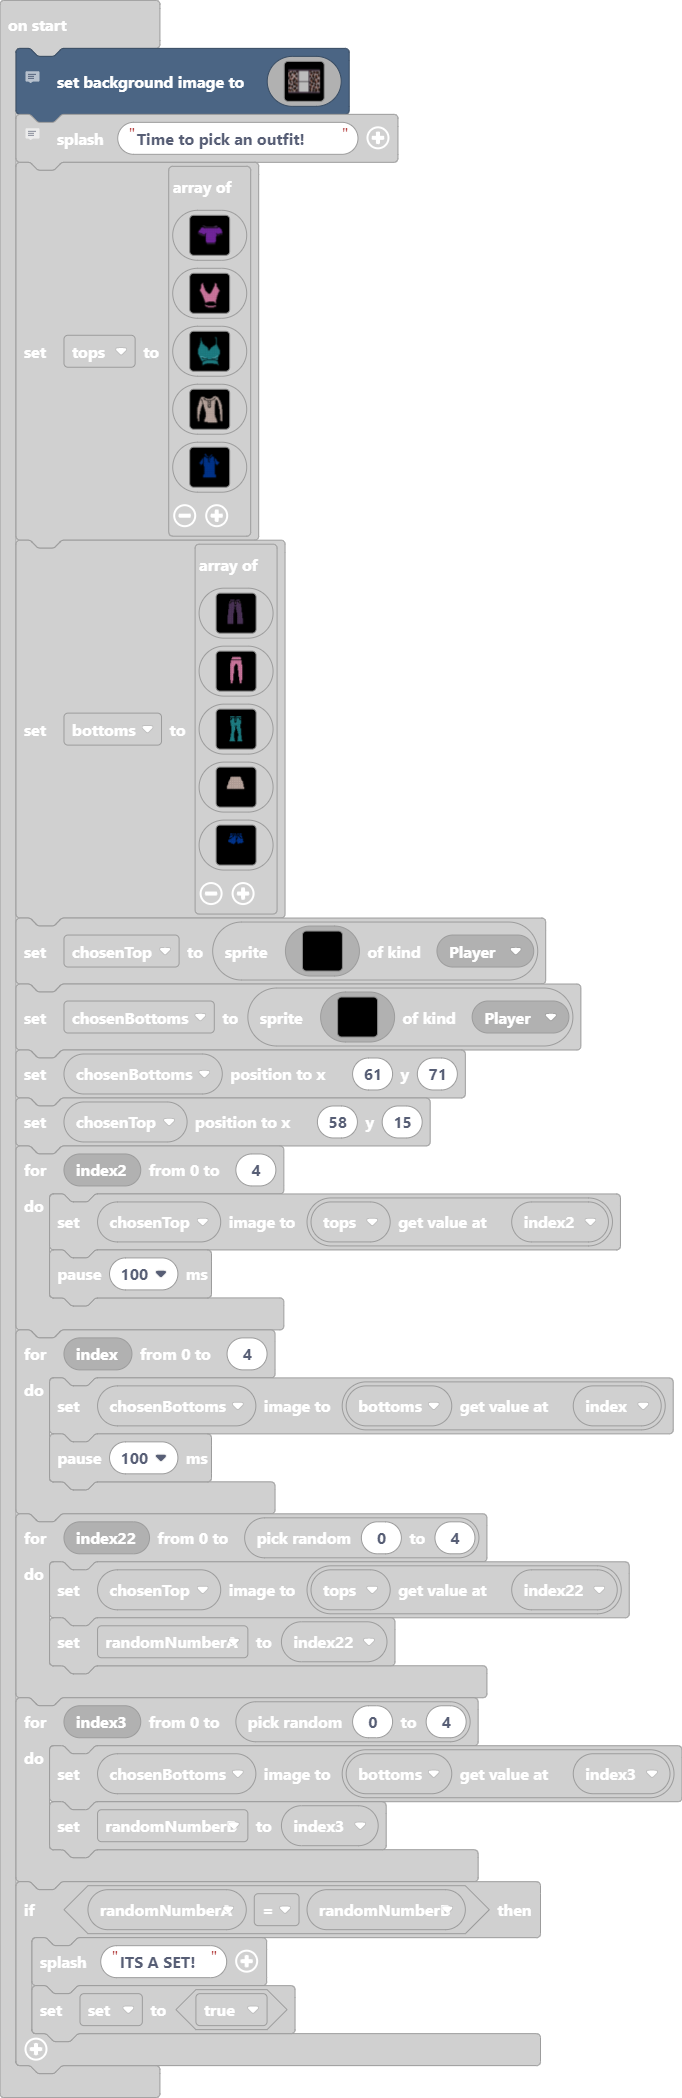 on start
set background image to
splash "Time to pick an outfit! "
array of
set tops to
array of
set bottoms to
set chosenTop to sprite of kind Player
set chosenBottoms to sprite of kind Player
set chosenBottoms position to x 61 y 71
set chosenTop position to x 58 y 15
for index2 from 0 to 4
do
set chosenTop image to tops get value at index2
pause 100 ms
for index from 0 to 4
do
set chosenBottoms image to bottoms get value at index
pause 100 ms
for index22 from 0 to pick random 0 to 4
do
set chosenTop image to tops get value at index22
set randomNumberA to index22
for index3 from 0 to pick random 0 to 4
do
set chosenBottoms image to bottoms get value at index3
set randomNumberB to index3
if randomNumberA = randomNumberB then
splash "ITS A SET! "
set set to true